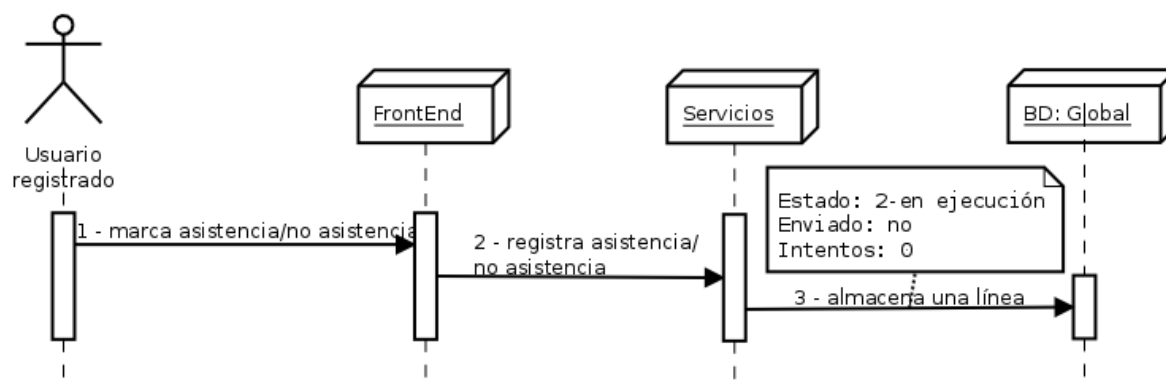 FrontEnd
Servicios
BD: Global
Usuario
registrado
Estado: 2-en ejecución
Enviado: no
Intentos: 0
1 - marca asistencia/no asistencia
2 - registra asistencia/
no asistencia
3 - almacena una línea